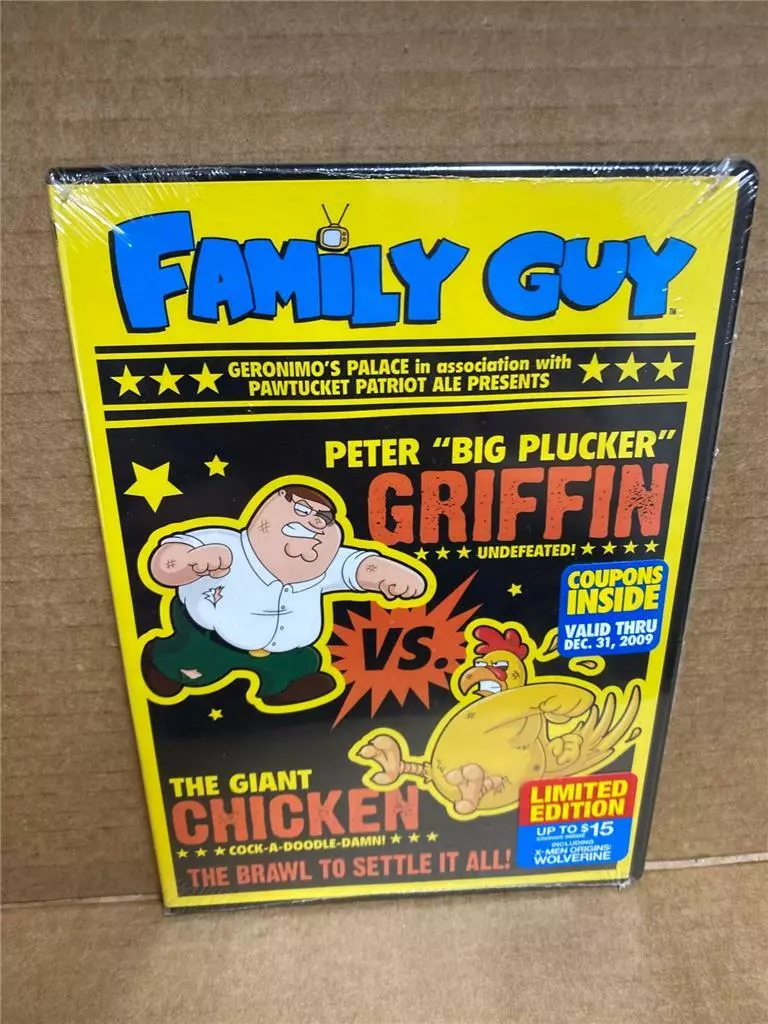 FAMILY GUY
GERONIMO'S PALACE in association with
PAWTUCKET PATRIOT ALE PRESENTS
PETER "BIG PLUCKER"
GRIFFIN
UNDEFEATED!
COUPONS
INSIDE
VALID THRU
DEC. 31, 2009
VS.
THE GIANT
CHICKEN
COCK-A-DOODLE-DAMN!
THE BRAWL TO SETTLE IT ALL!
LIMITED
EDITION
UP TO $15
SAVINGS INSIDE
INCLUDING
X-MEN ORIGINS:
WOLVERINE